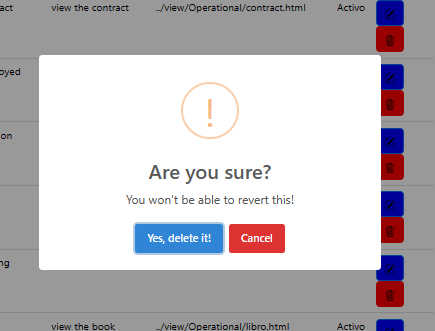 act view the contract ../view/Operational/contract.html Activo
oyed
!
on
Are you sure?
You won't be able to revert this!
Yes, delete it! Cancel
ng
view the book ../view/Operational/libro.html Activo